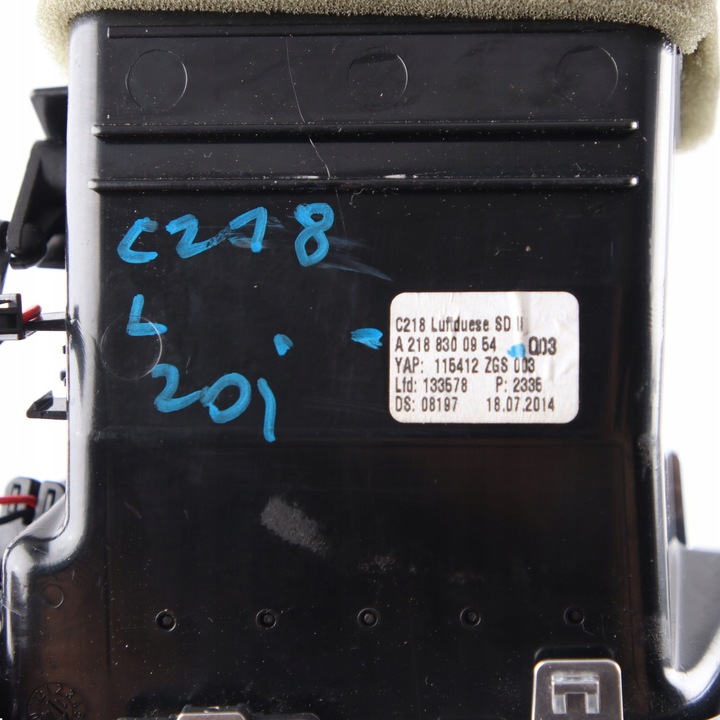 C218
L
20j
C218 Luftduese SD li
A 218 830 09 54 Q03
YAP: 115412 ZGS 003
Lfd: 133578 P: 2335
DS: 08197 18.07.2014